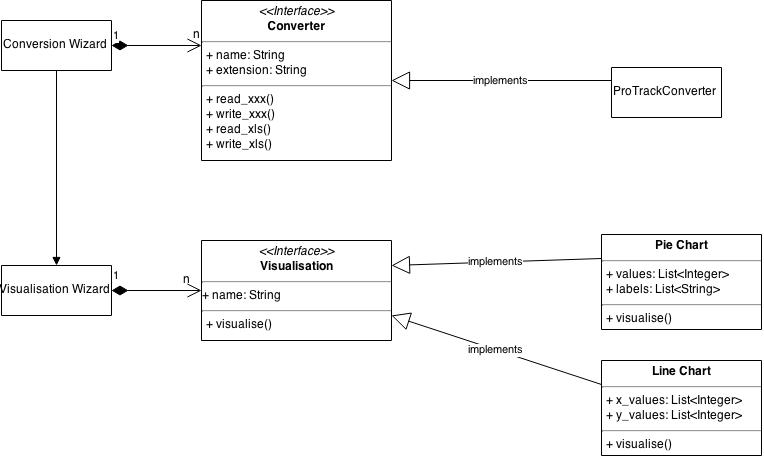 Conversion Wizard
1
n
<<Interface>>
Converter
+ name: String
+ extension: String
+ read_xxx()
+ write_xxx()
+ read_xls()
+ write_xls()
implements
ProTrackConverter
Visualisation Wizard
1
n
<<Interface>>
Visualisation
+ name: String
+ visualise()
implements
Pie Chart
+ values: List<Integer>
+ labels: List<String>
+ visualise()
implements
Line Chart
+ x_values: List<Integer>
+ y_values: List<Integer>
+ visualise()